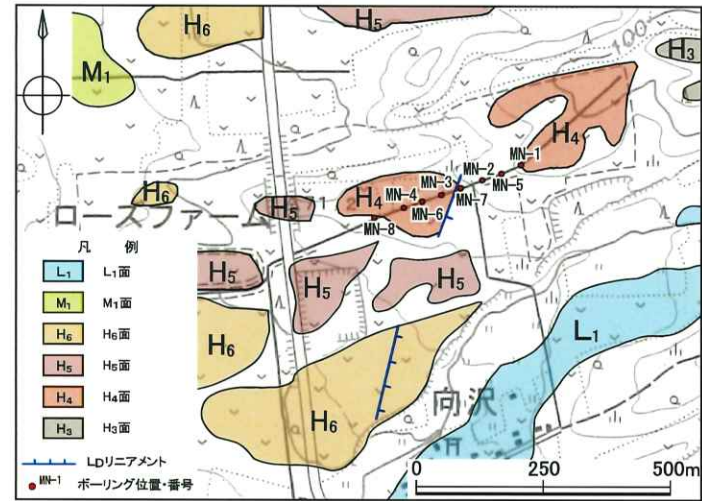 H5
H6
M1
100
H3
H4
MN-1
MN-2
MN-5
MN-3
MN-7
MN-4
MN-6
MN-8
H4
2
H6
H5
1
ローズファーム
凡 例
L1 L1面
M1 M1面
H6 H6面
H5 H5面
H4 H4面
H3 H3面
LDリニアメント
MN-1 ボーリング位置・番号
H5
H5
H5
H6
H6
L1
向沢
0 250 500m